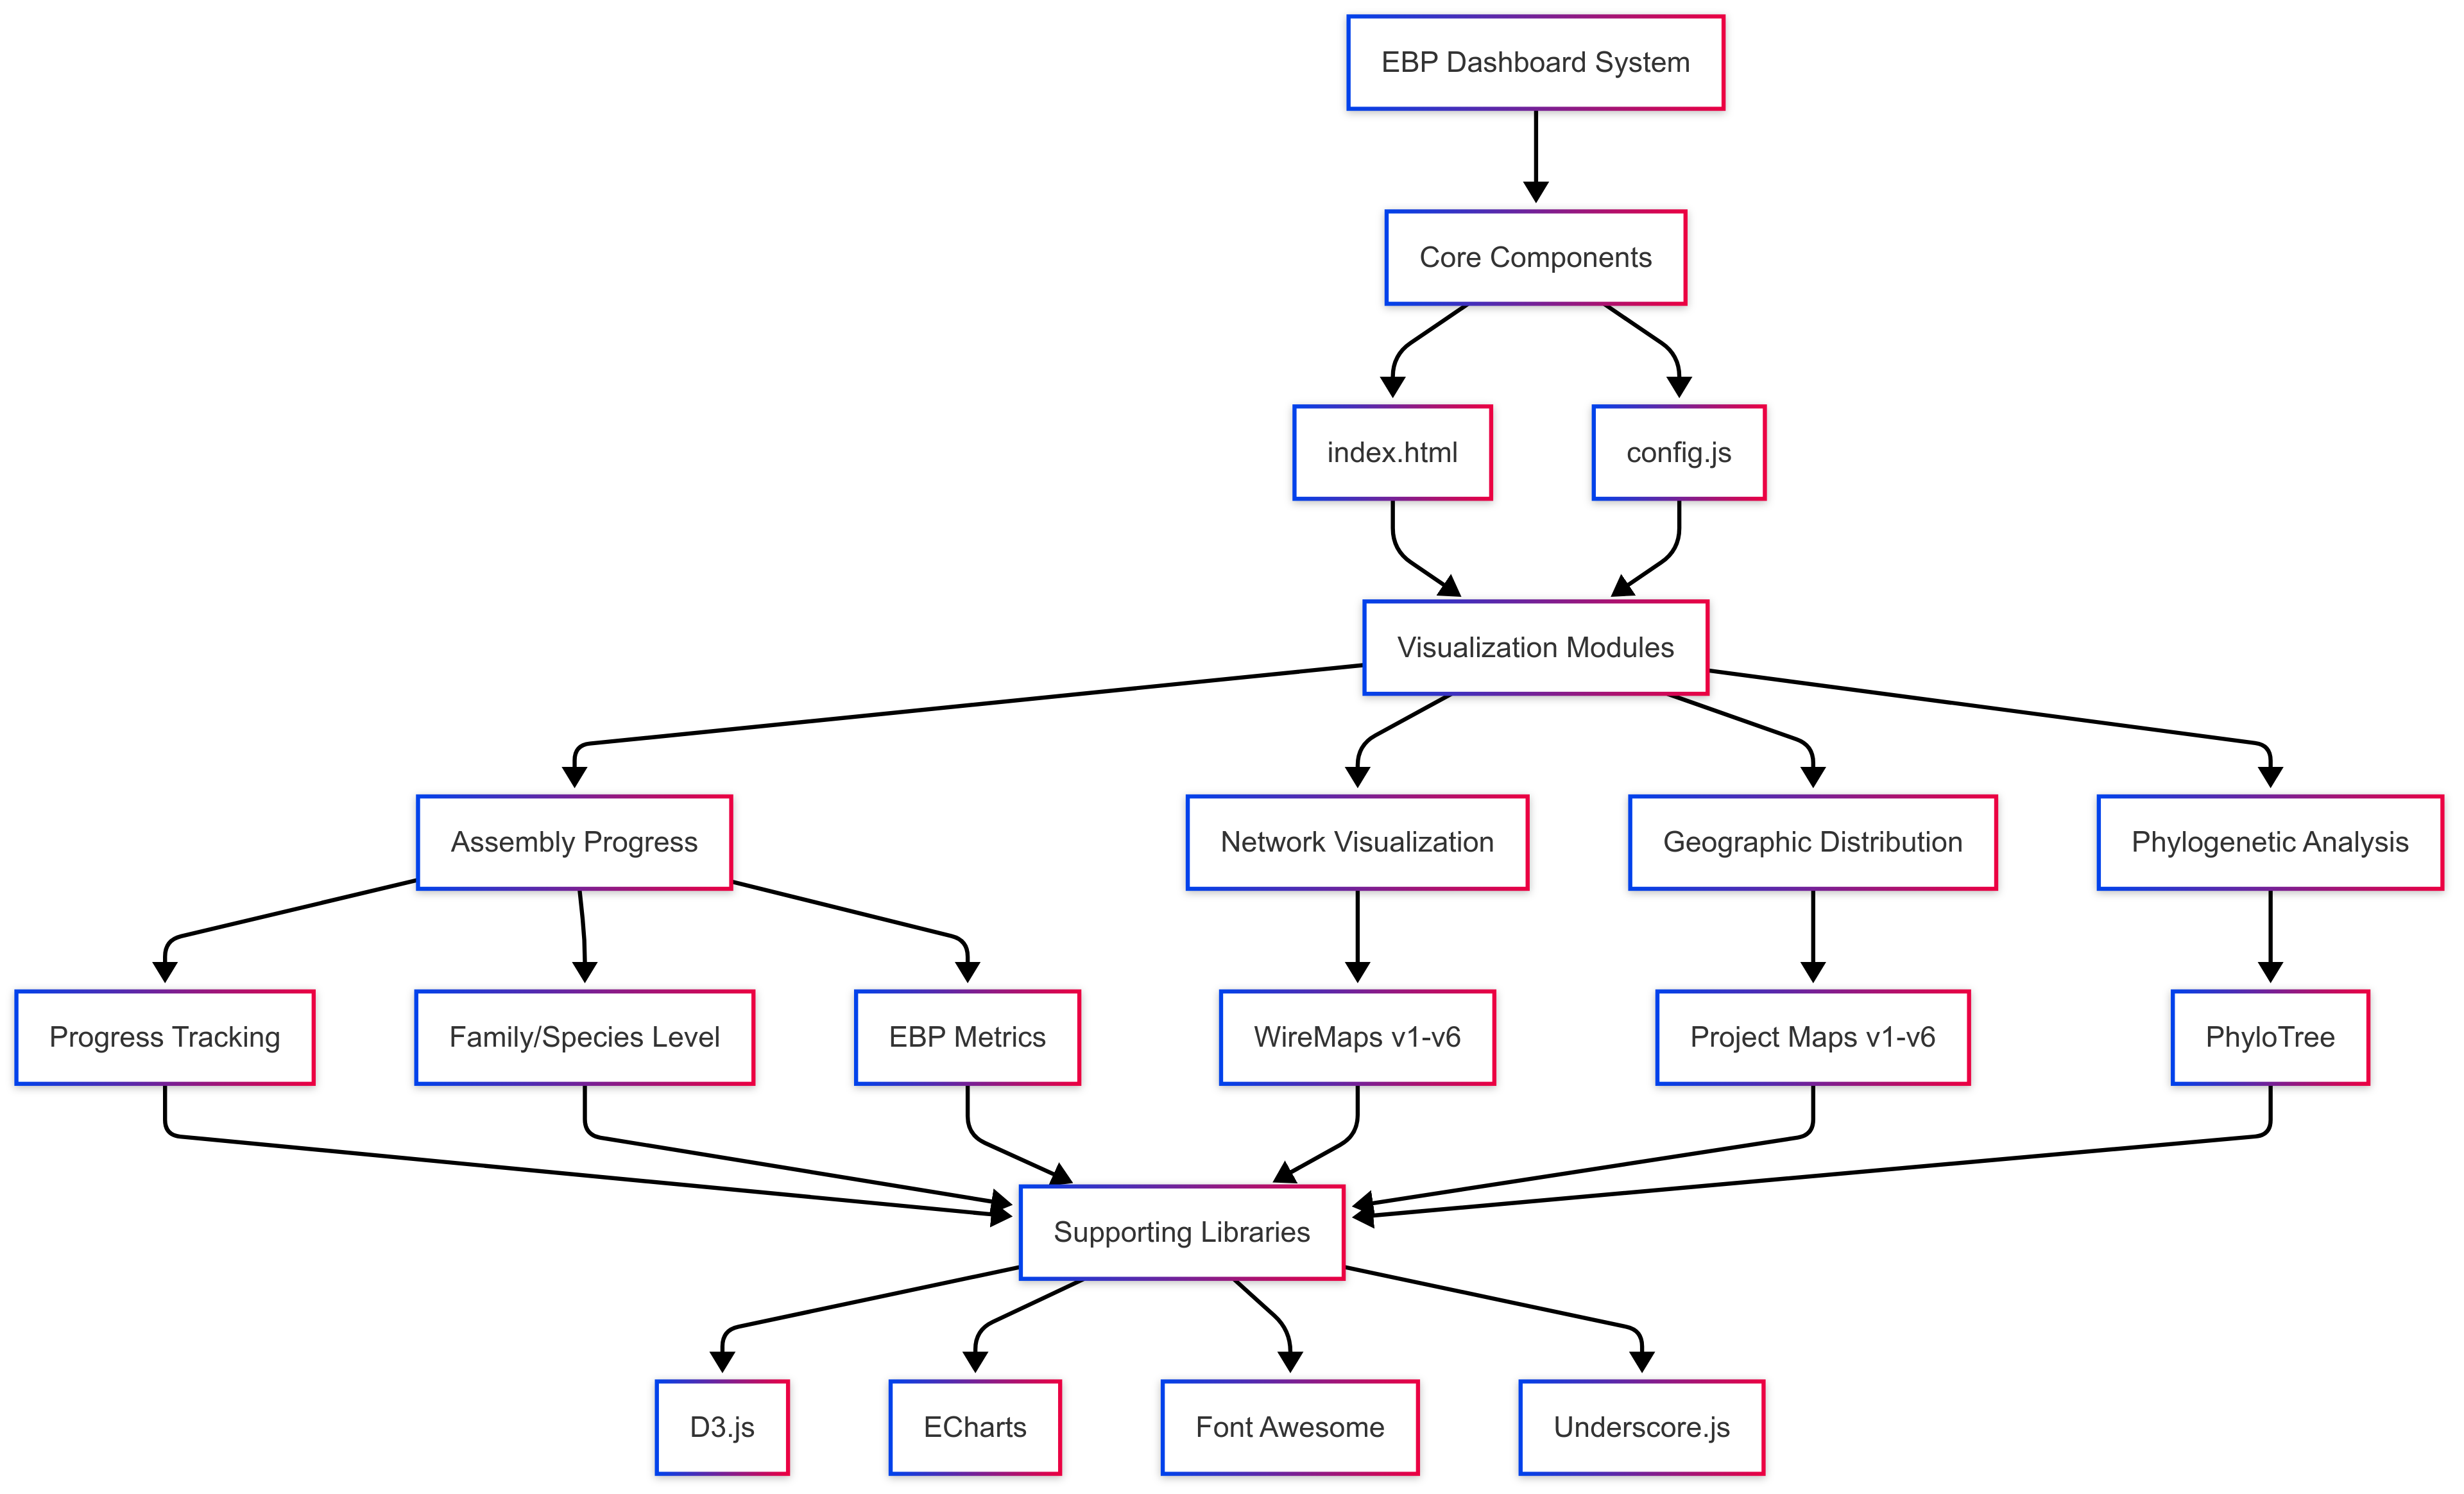 EBP Dashboard System
Core Components
index.html
config.js
Visualization Modules
Assembly Progress
Network Visualization
Geographic Distribution
Phylogenetic Analysis
Progress Tracking
Family/Species Level
EBP Metrics
WireMaps v1-v6
Project Maps v1-v6
PhyloTree
Supporting Libraries
D3.js
ECharts
Font Awesome
Underscore.js